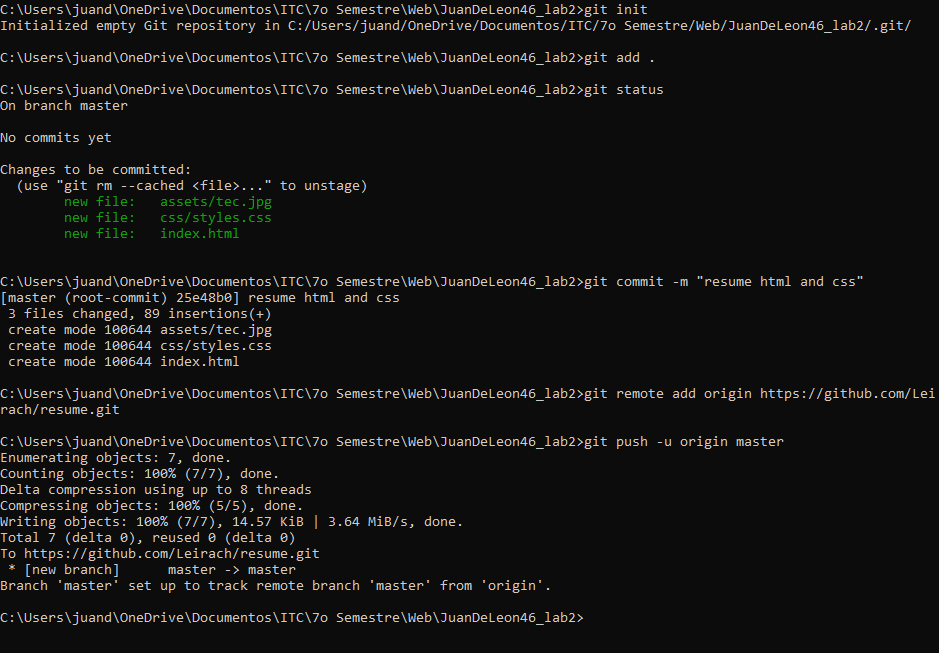 C:\Users\juand\OneDrive\Documentos\ITC\7o Semestre\Web\JuanDeLeon46_lab2>git init
Initialized empty Git repository in C:/Users/juand/OneDrive/Documentos/ITC/7o Semestre/Web/JuanDeLeon46_lab2/.git/
C:\Users\juand\OneDrive\Documentos\ITC\7o Semestre\Web\JuanDeLeon46_lab2>git add .
C:\Users\juand\OneDrive\Documentos\ITC\7o Semestre\Web\JuanDeLeon46_lab2>git status
On branch master
No commits yet
Changes to be committed:
  (use "git rm --cached <file>..." to unstage)
        new file:   assets/tec.jpg
        new file:   css/styles.css
        new file:   index.html
C:\Users\juand\OneDrive\Documentos\ITC\7o Semestre\Web\JuanDeLeon46_lab2>git commit -m "resume html and css"
[master (root-commit) 25e48b0] resume html and css
 3 files changed, 89 insertions(+)
 create mode 100644 assets/tec.jpg
 create mode 100644 css/styles.css
 create mode 100644 index.html
C:\Users\juand\OneDrive\Documentos\ITC\7o Semestre\Web\JuanDeLeon46_lab2>git remote add origin https://github.com/Lei
rach/resume.git
C:\Users\juand\OneDrive\Documentos\ITC\7o Semestre\Web\JuanDeLeon46_lab2>git push -u origin master
Enumerating objects: 7, done.
Counting objects: 100% (7/7), done.
Delta compression using up to 8 threads
Compressing objects: 100% (5/5), done.
Writing objects: 100% (7/7), 14.57 KiB | 3.64 MiB/s, done.
Total 7 (delta 0), reused 0 (delta 0)
To https://github.com/Leirach/resume.git
 * [new branch]      master -> master
Branch 'master' set up to track remote branch 'master' from 'origin'.
C:\Users\juand\OneDrive\Documentos\ITC\7o Semestre\Web\JuanDeLeon46_lab2>